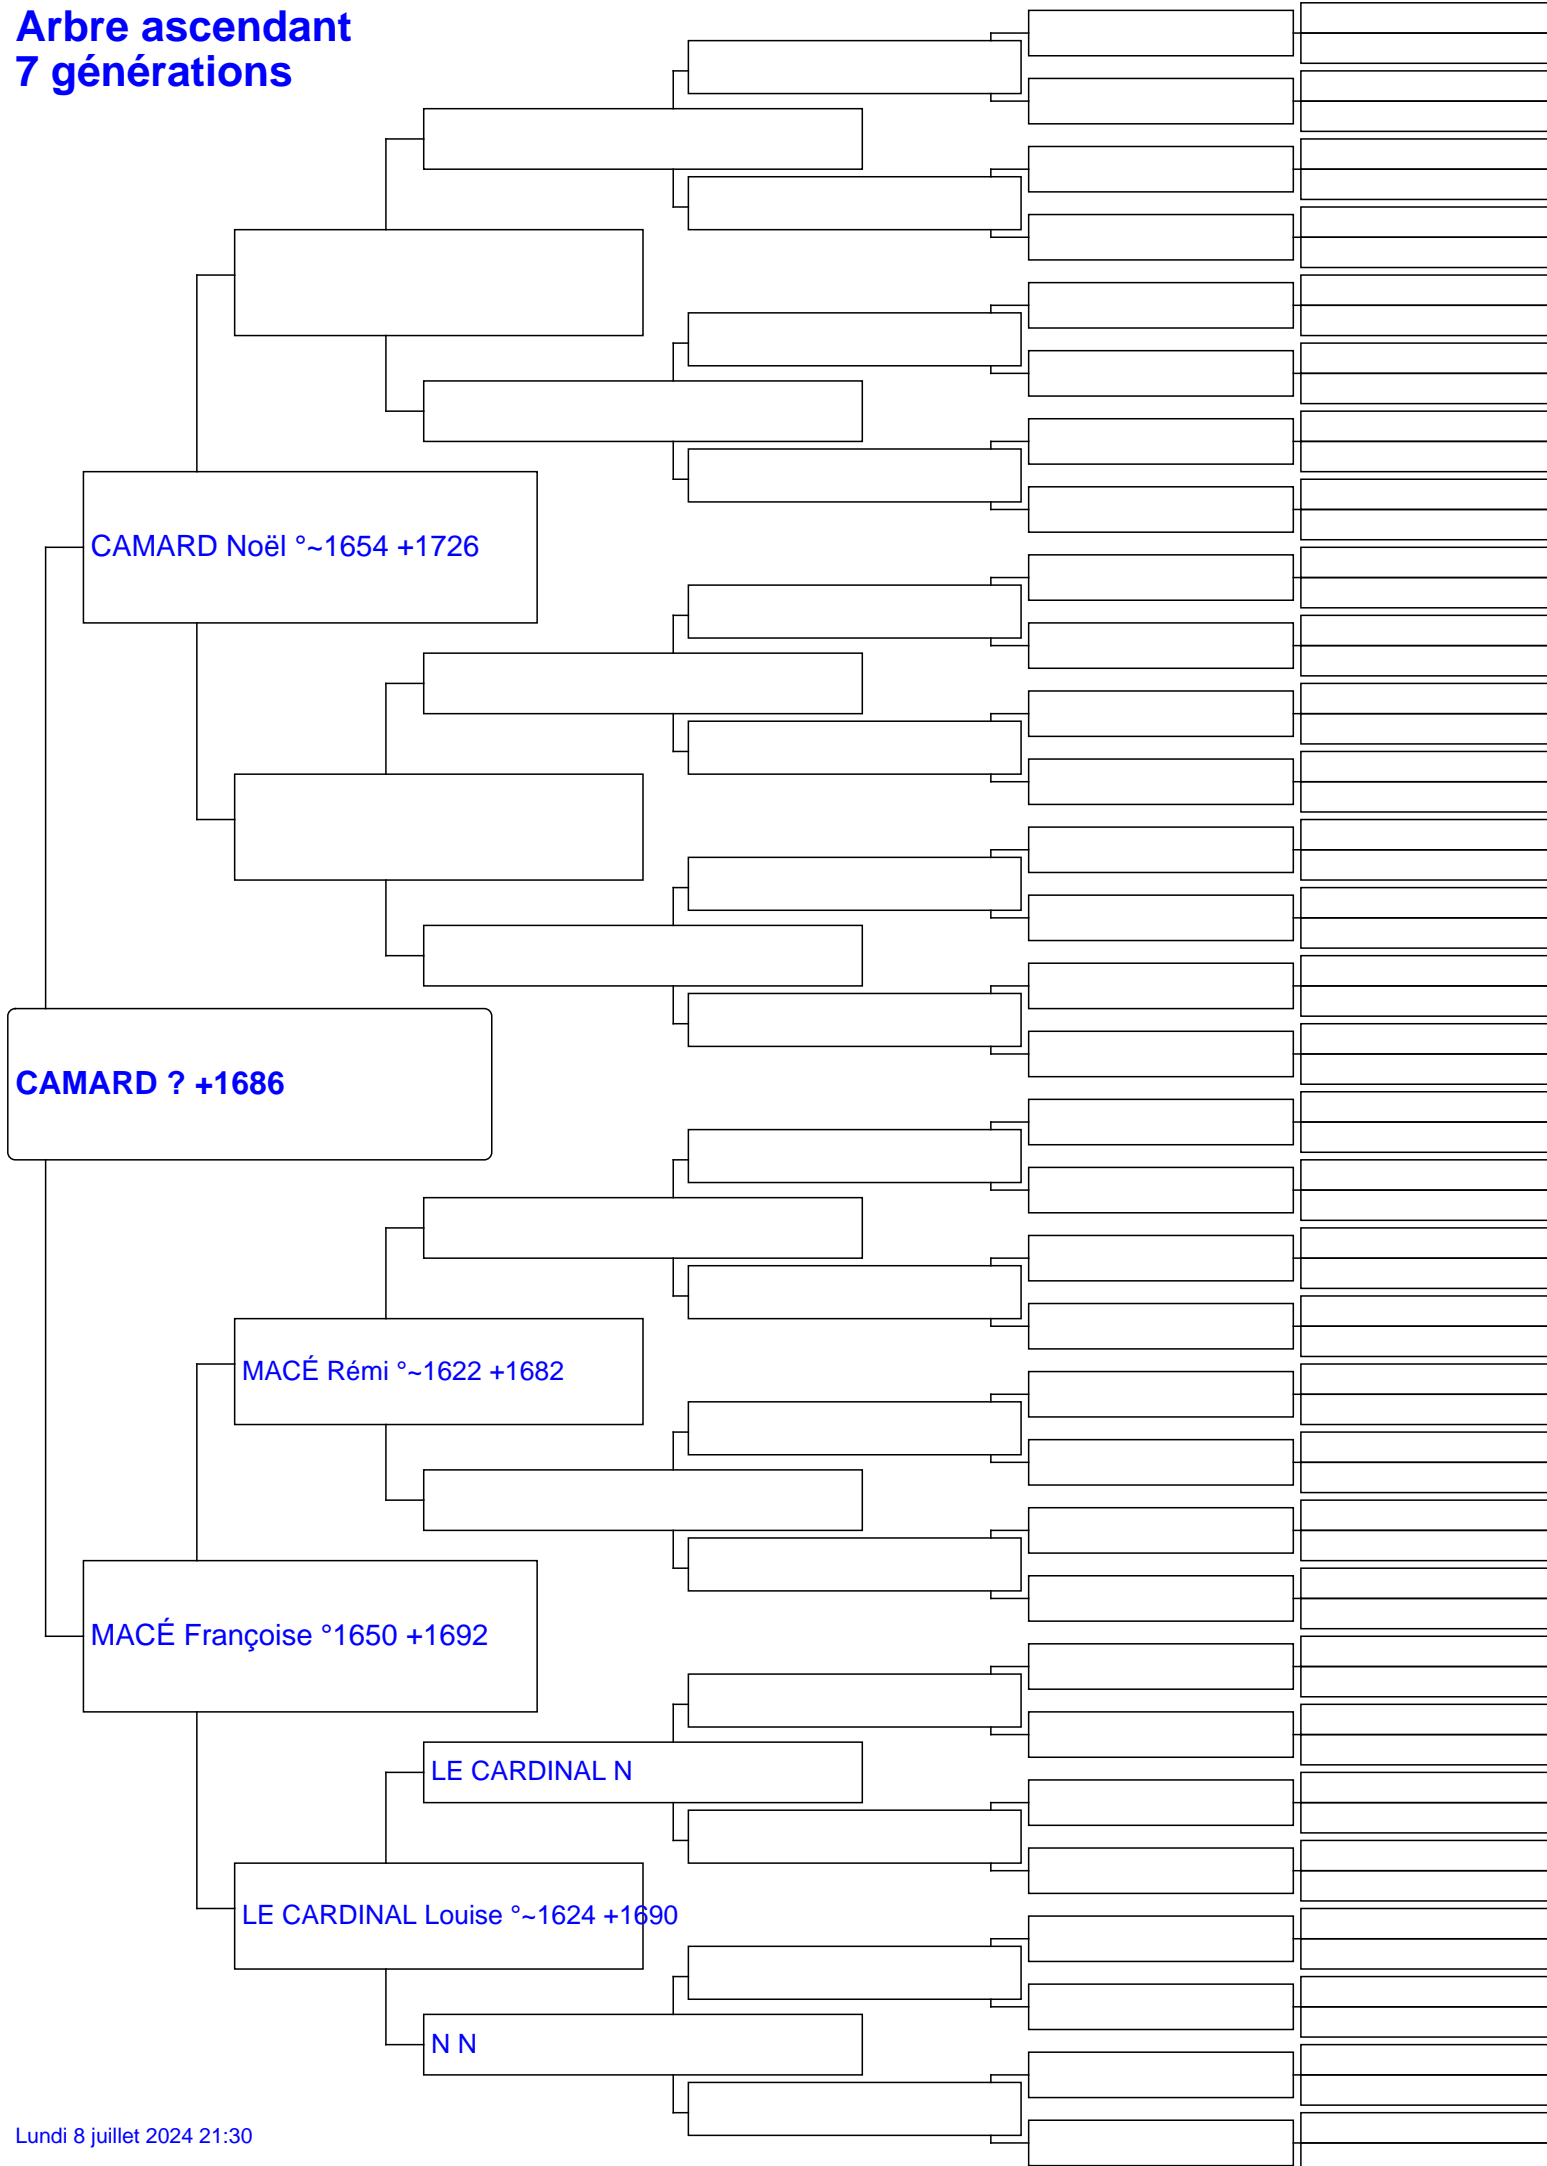 Arbre ascendant
7 générations
CAMARD Noël °~1654 +1726
CAMARD ? +1686
MACÉ Rémi °~1622 +1682
MACÉ Françoise °1650 +1692
LE CARDINAL N
LE CARDINAL Louise °~1624 +1690
N N
Lundi 8 juillet 2024 21:30